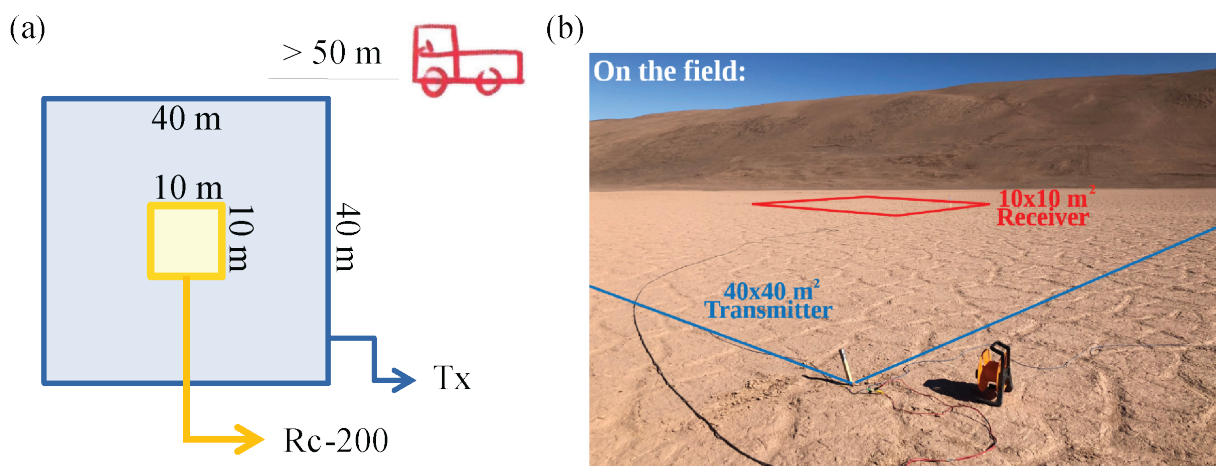 (a)
> 50 m
40 m
10 m
10 m
40 m
Tx
Rc-200
(b)
On the field:
10x10 m²
Receiver
40x40 m²
Transmitter